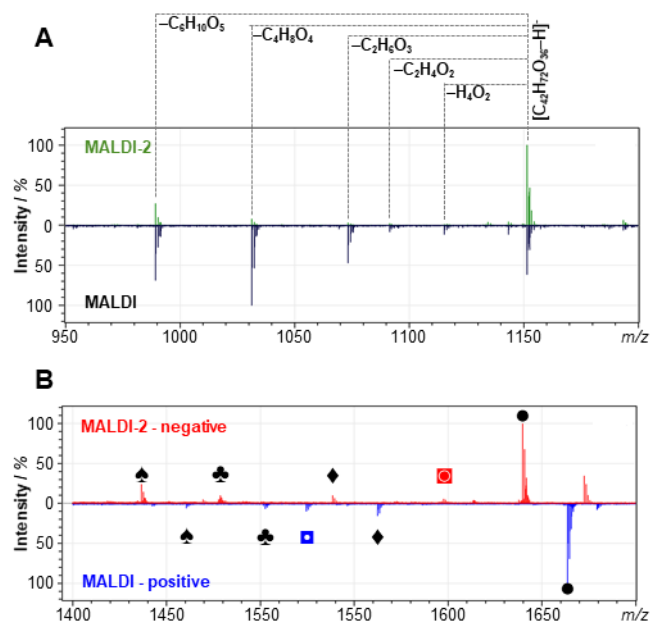 A
–C₆H₁₀O₅
–C₄H₈O₄
–C₂H₆O₃
–C₂H₄O₂
–H₄O₂
[C₄₂H₇₂O₃₆–H]⁻
MALDI-2
100
50
0
50
100
Intensity / %
MALDI
950 1000 1050 1100 1150 m/z
B
MALDI-2 - negative
100
50
0
50
100
Intensity / %
MALDI - positive
1400 1450 1500 1550 1600 1650 m/z